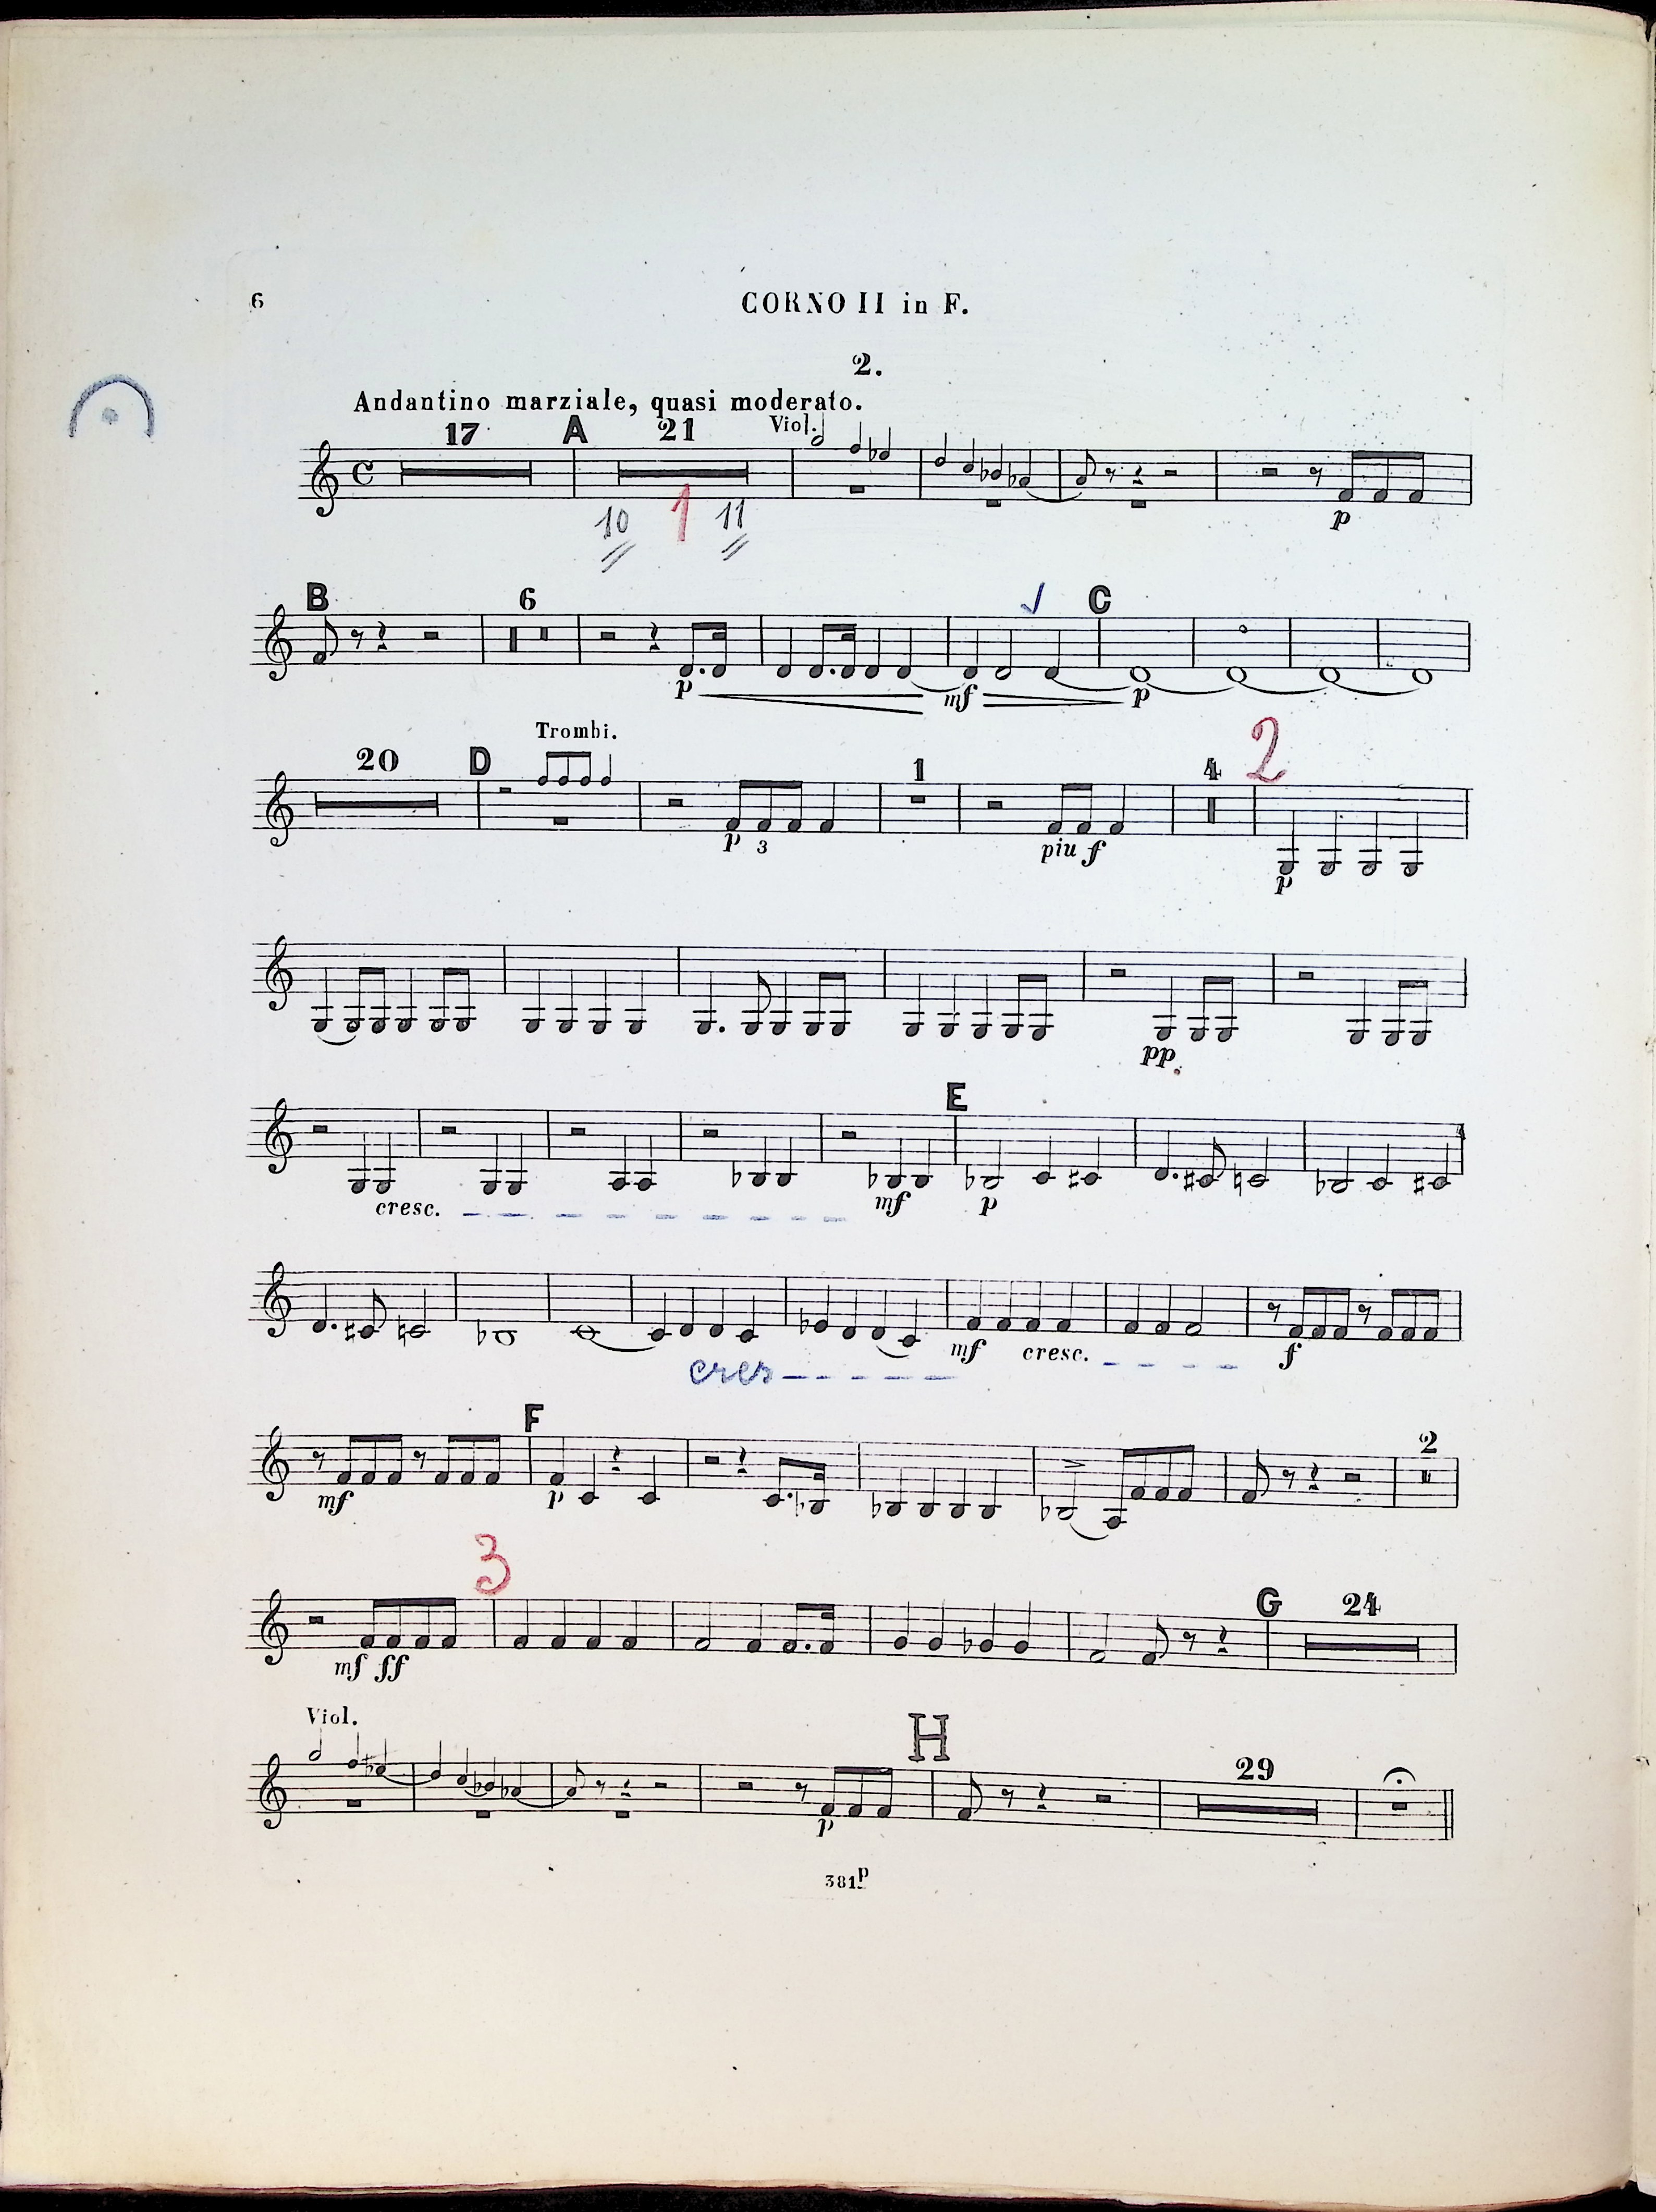 6
CORNO II in F.
2.
Andantino marziale, quasi moderato.
17 A 21 Viol.
10 1 11
p
B 6 C
p mf p
Trombi.
20 D 1 4 2
p 3 piu f p
pp.
E
cresc. mf p
mf cresc. f
cres
F 2
mf p
3
G 24
mf ff
Viol.
H
29
p
381p